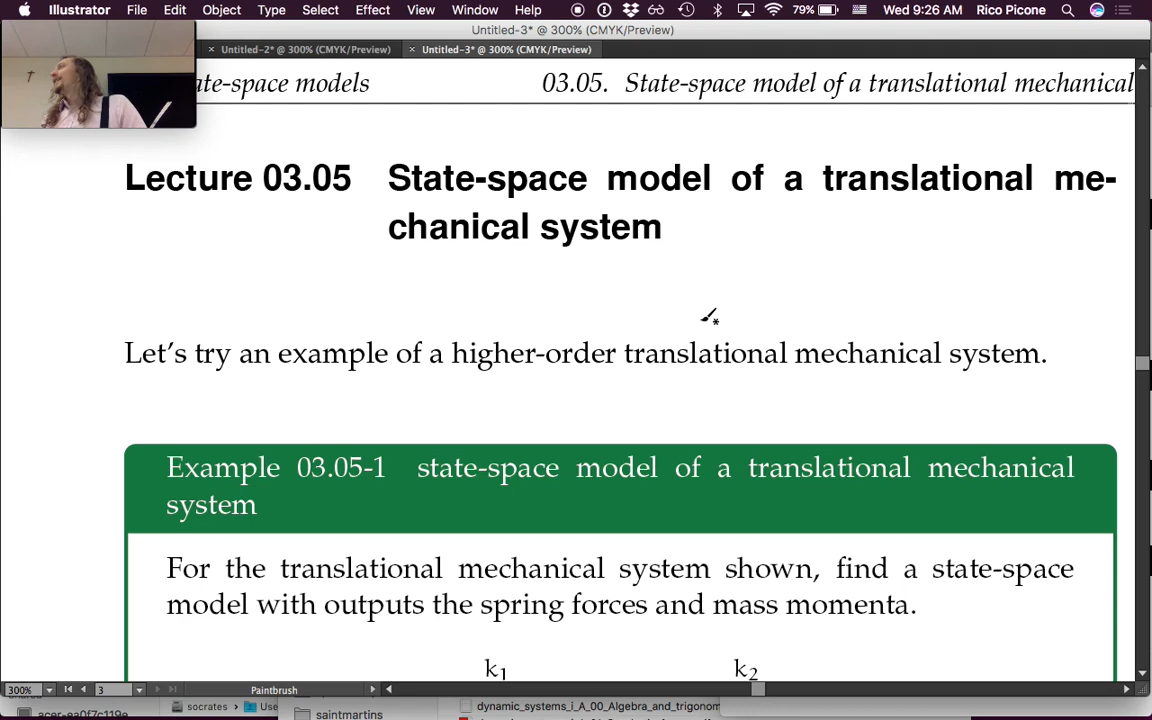 Illustrator File Edit Object Type Select Effect View Window Help 79% Wed 9:26 AM Rico Picone
Untitled-3* @ 300% (CMYK/Preview)
× Untitled-2* @ 300% (CMYK/Preview) × Untitled-3* @ 300% (CMYK/Preview)
ate-space models 03.05. State-space model of a translational mechanical
Lecture 03.05 State-space model of a translational me-
chanical system
Let's try an example of a higher-order translational mechanical system.
Example 03.05-1 state-space model of a translational mechanical
system
For the translational mechanical system shown, find a state-space
model with outputs the spring forces and mass momenta.
k1 k2
300% 3 Paintbrush
socrates Use dynamic_systems_i_A_00_Algebra_and_trigonom
acer-ea0f7c119e saintmartins